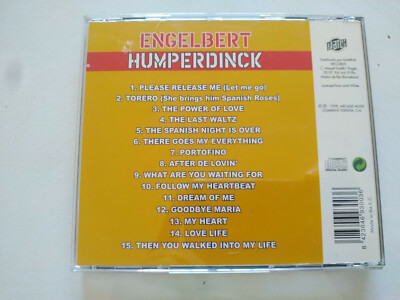 ENGELBERT
HUMPERDINCK
1. PLEASE RELEASE ME (Let me go)
2. TORERO (She brings him Spanish Roses)
3. THE POWER OF LOVE
4. THE LAST WALTZ
5. THE SPANISH NIGHT IS OVER
6. THERE GOES MY EVERYTHING
7. PORTOFINO
8. AFTER DE LOVIN'
9. WHAT ARE YOU WAITING FOR
10. FOLLOW MY HEARTBEAT
11. DREAM OF ME
12. GOODBYE MARIA
13. MY HEART
14. LOVE LIFE
15. THEN YOU WALKED INTO MY LIFE
Made in the E.C.